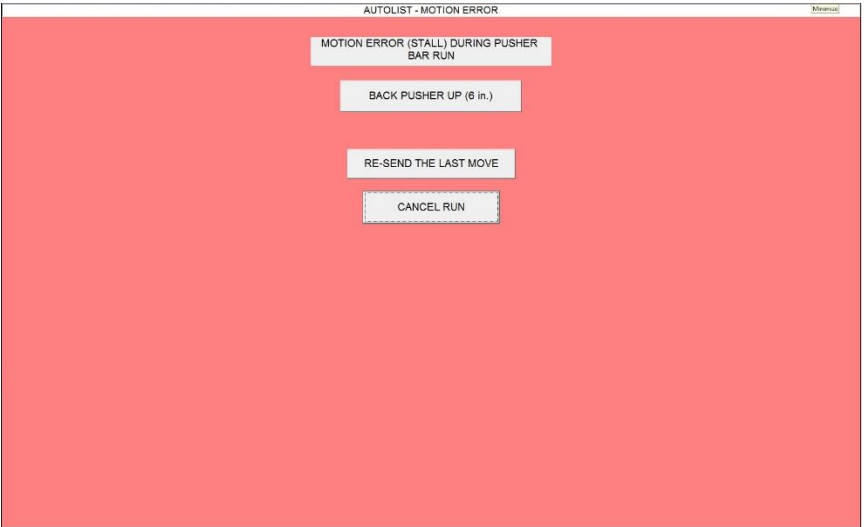 AUTOLIST - MOTION ERROR
Minimize
MOTION ERROR (STALL) DURING PUSHER
BAR RUN
BACK PUSHER UP (6 in.)
RE-SEND THE LAST MOVE
CANCEL RUN